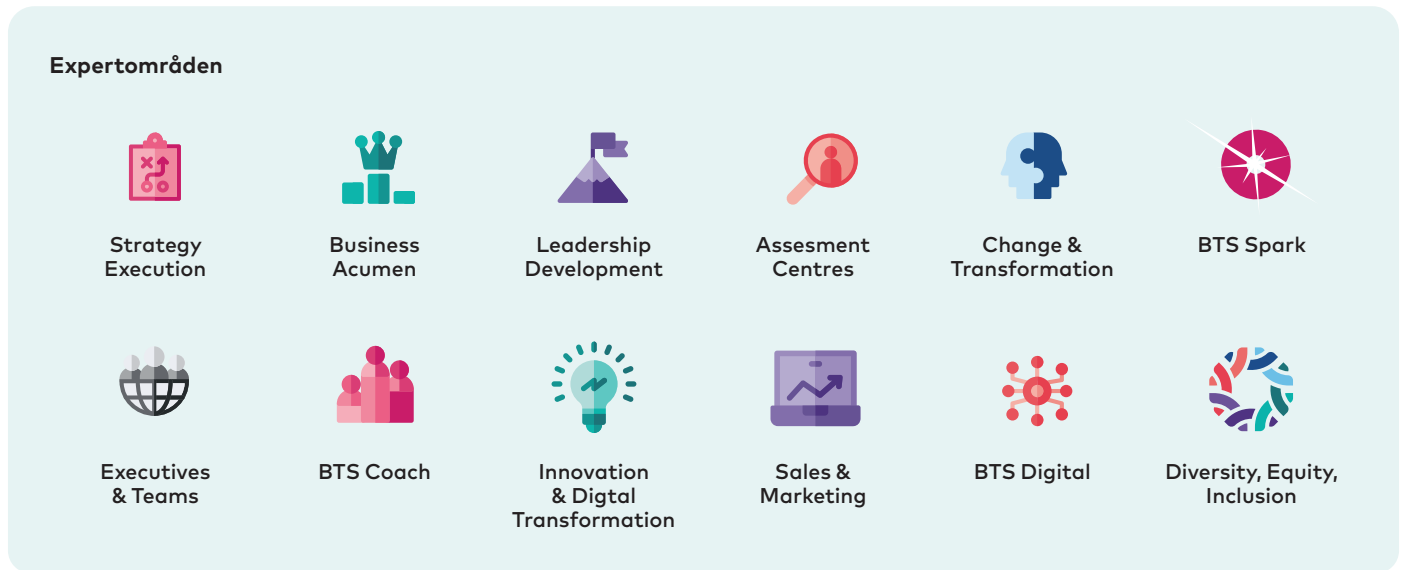 Expertområden
Strategy
Execution
Business
Acumen
Leadership
Development
Assesment
Centres
Change &
Transformation
BTS Spark
Executives
& Teams
BTS Coach
Innovation
& Digtal
Transformation
Sales &
Marketing
BTS Digital
Diversity, Equity,
Inclusion